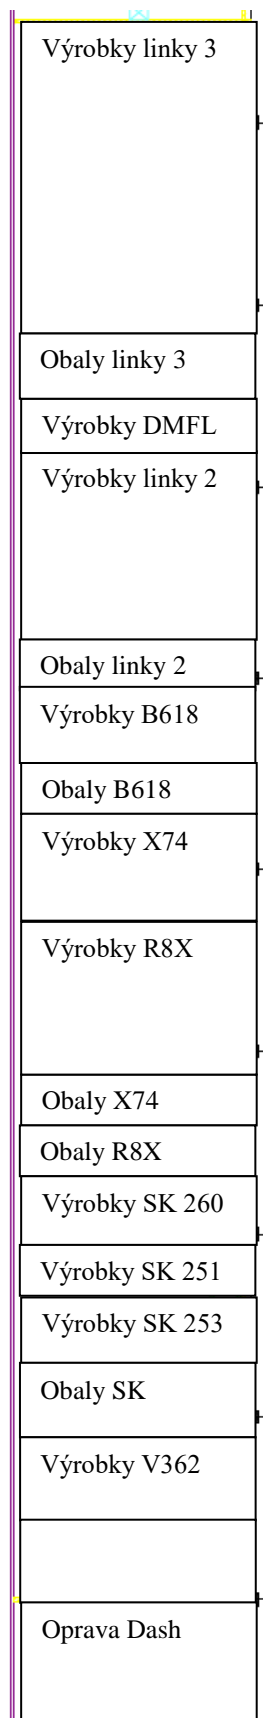 Výrobky linky 3
Obaly linky 3
Výrobky DMFL
Výrobky linky 2
Obaly linky 2
Výrobky B618
Obaly B618
Výrobky X74
Výrobky R8X
Obaly X74
Obaly R8X
Výrobky SK 260
Výrobky SK 251
Výrobky SK 253
Obaly SK
Výrobky V362
Oprava Dash